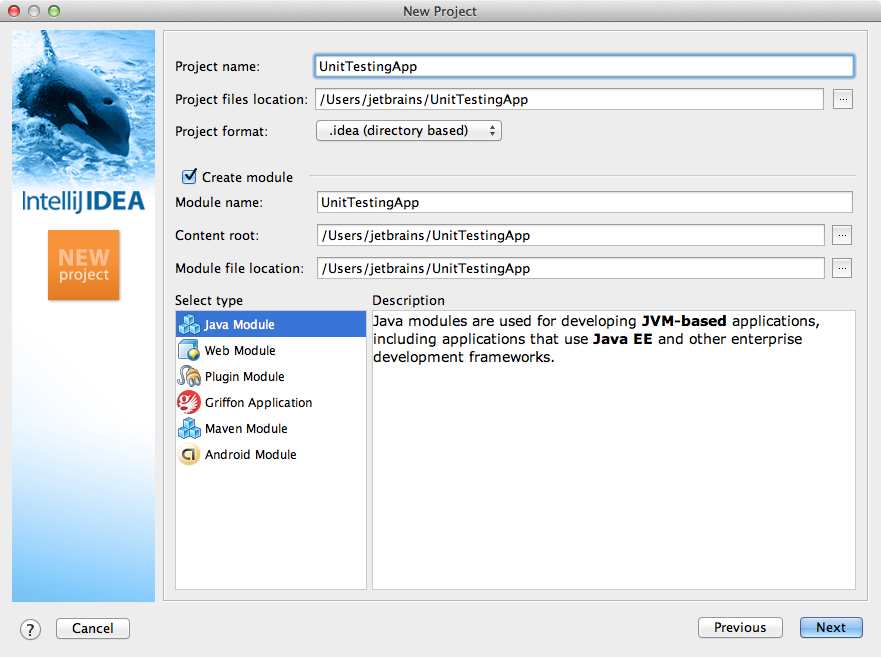 New Project
IntelliJIDEA
NEW
project
Project name: UnitTestingApp
Project files location: /Users/jetbrains/UnitTestingApp ...
Project format: .idea (directory based)
Create module
Module name: UnitTestingApp
Content root: /Users/jetbrains/UnitTestingApp ...
Module file location: /Users/jetbrains/UnitTestingApp ...
Select type
Java Module
Web Module
Plugin Module
Griffon Application
Maven Module
Android Module
Description
Java modules are used for developing JVM-based applications,
including applications that use Java EE and other enterprise
development frameworks.
? Cancel Previous Next